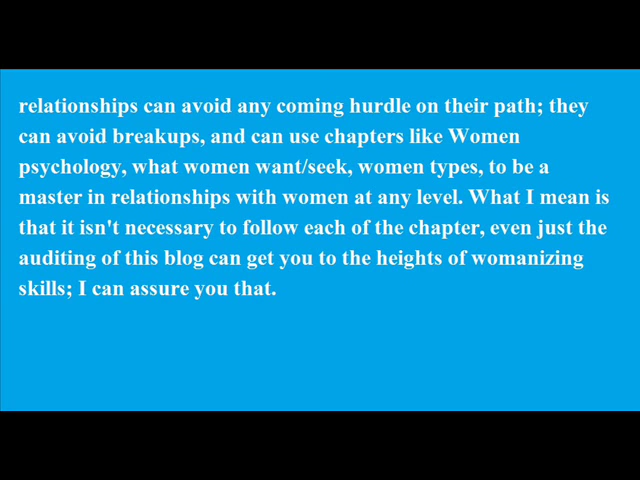 relationships can avoid any coming hurdle on their path; they
can avoid breakups, and can use chapters like Women
psychology, what women want/seek, women types, to be a
master in relationships with women at any level. What I mean is
that it isn't necessary to follow each of the chapter, even just the
auditing of this blog can get you to the heights of womanizing
skills; I can assure you that.